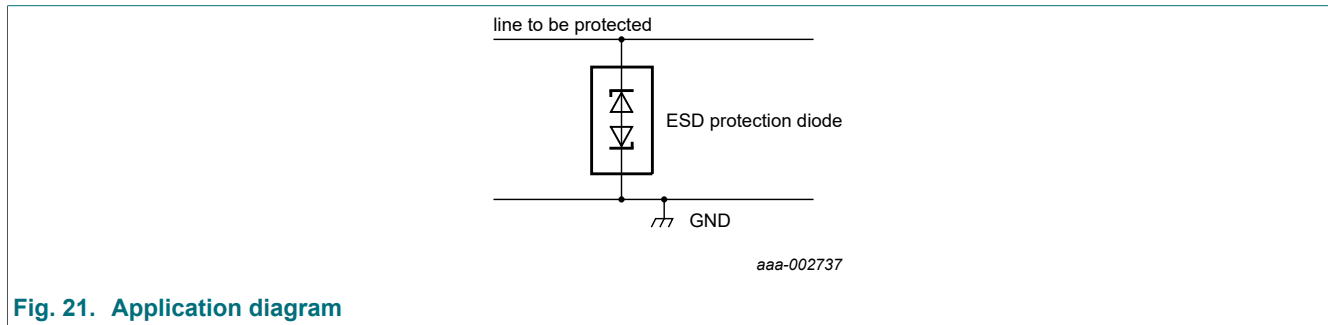 line to be protected
ESD protection diode
GND
aaa-002737
Fig. 21. Application diagram